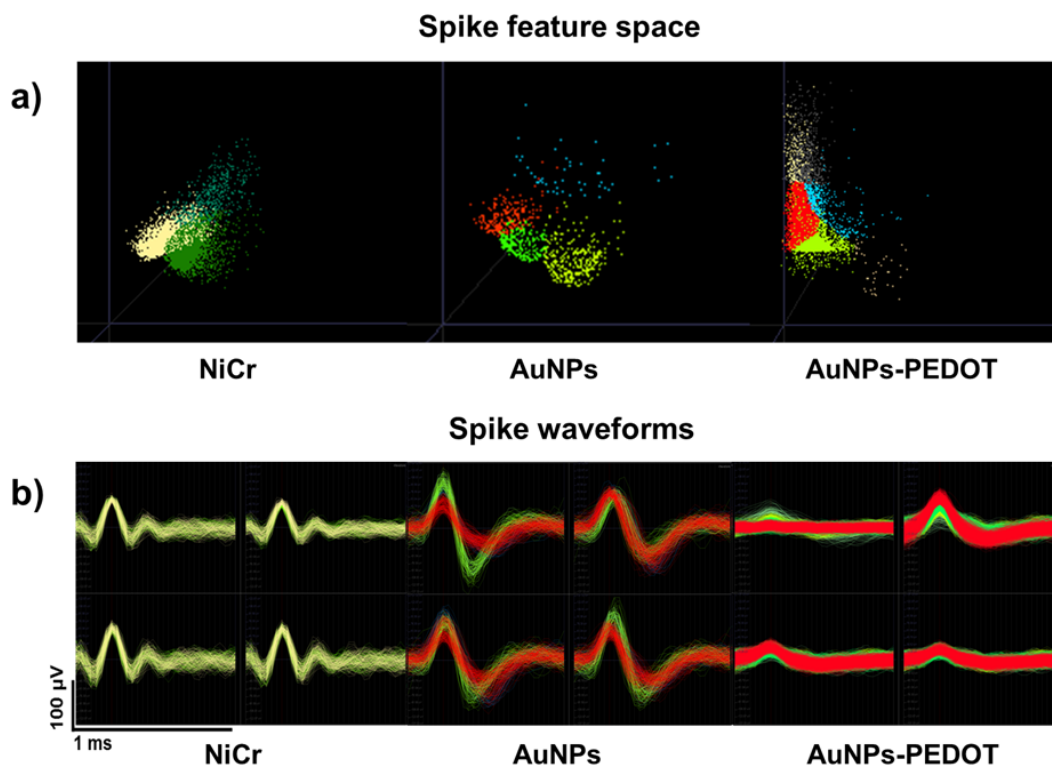 Spike feature space
a)
NiCr AuNPs AuNPs-PEDOT
Spike waveforms
b)
100 µV
1 ms
NiCr AuNPs AuNPs-PEDOT